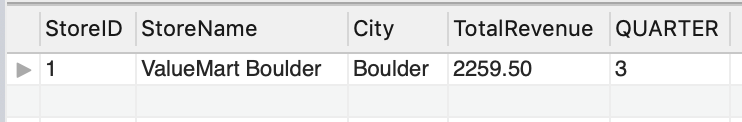 StoreID StoreName City TotalRevenue QUARTER
1 ValueMart Boulder Boulder 2259.50 3